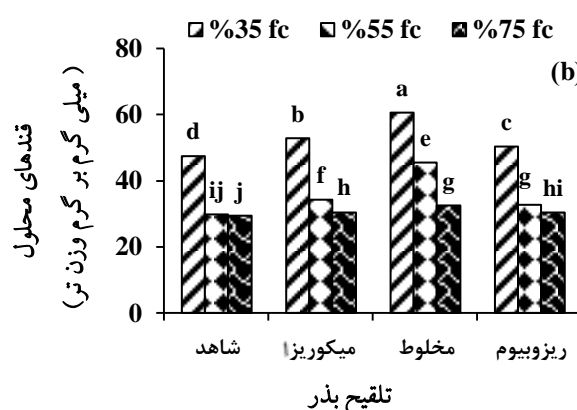 %35 fc %55 fc %75 fc
(b)
قندهای محلول
(میلی گرم بر گرم وزن تر)
80
60
40
20
0
d ij j b f h a e g c g hi
شاهد میکوریزا مخلوط ریزوبیوم
تلقیح بذر